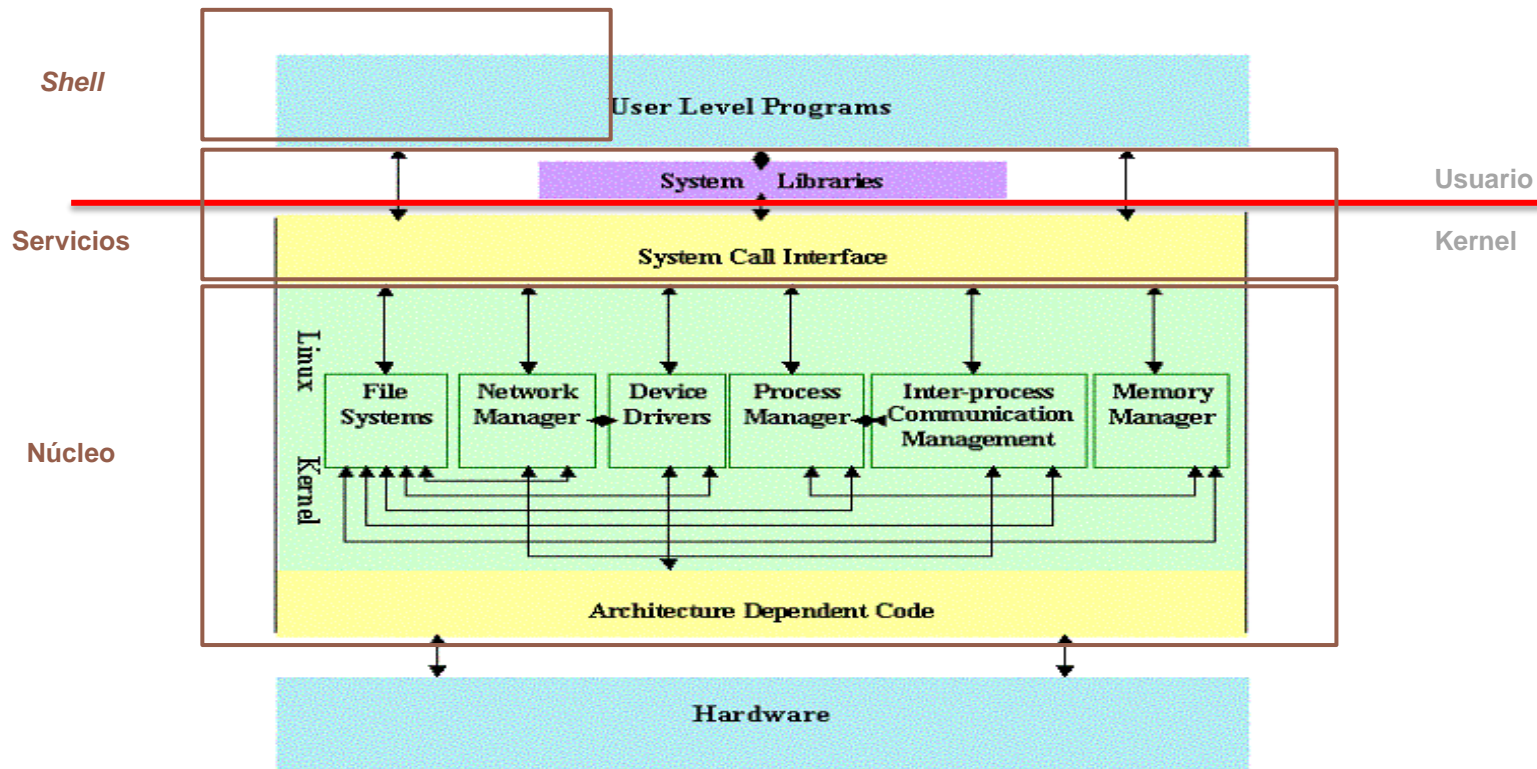 Shell
User Level Programs
System Libraries
Usuario
Servicios
Kernel
System Call Interface
Linux
Kernel
File
Systems
Network
Manager
Device
Drivers
Process
Manager
Inter-process
Communication
Management
Memory
Manager
Núcleo
Architecture Dependent Code
Hardware